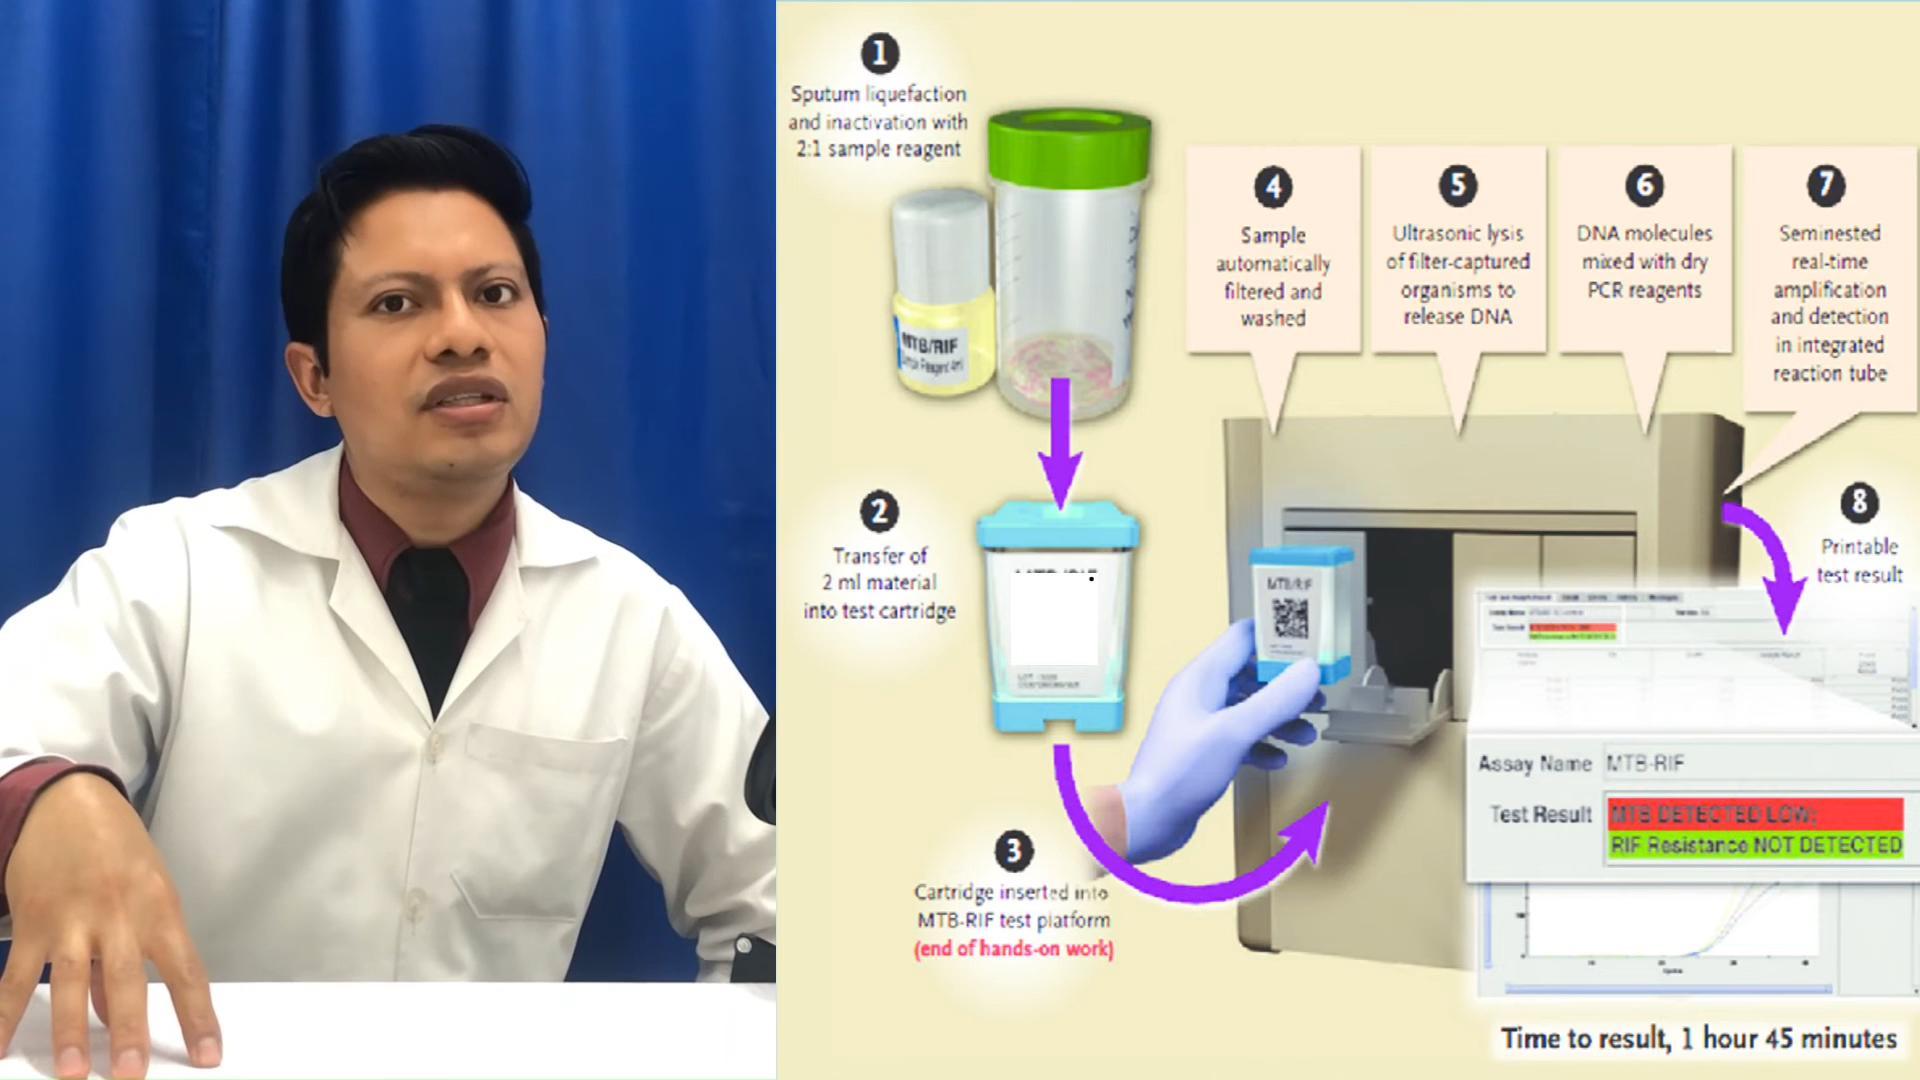 1
Sputum liquefaction
and inactivation with
2:1 sample reagent
MTB/RIF
2
Transfer of
2 ml material
into test cartridge
3
Cartridge inserted into
MTB-RIF test platform
(end of hands-on work)
4
Sample
automatically
filtered and
washed
5
Ultrasonic lysis
of filter-captured
organisms to
release DNA
6
DNA molecules
mixed with dry
PCR reagents
7
Seminested
real-time
amplification
and detection
in integrated
reaction tube
MTB/RIF
8
Printable
test result
Assay Name MTB-RIF
Test Result MTB DETECTED LOW;
RIF Resistance NOT DETECTED
Time to result, 1 hour 45 minutes